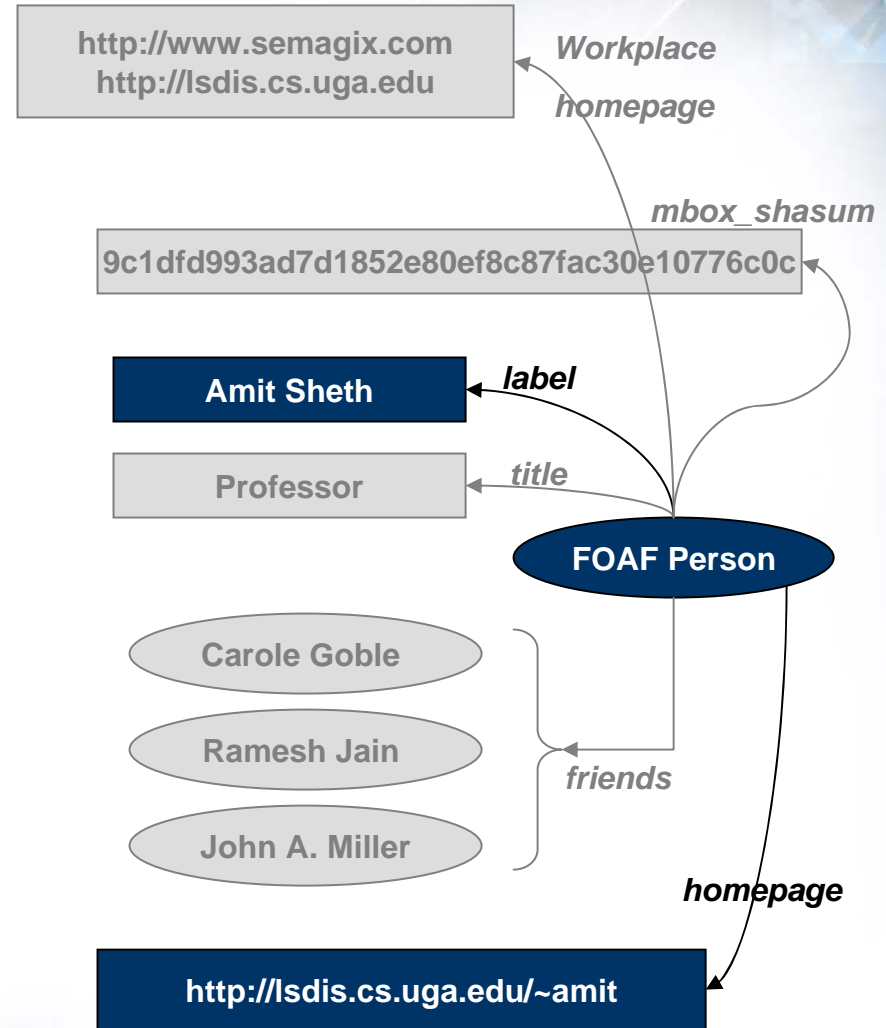 http://www.semagix.com
http://lsdis.cs.uga.edu
Workplace
homepage
mbox_shasum
9c1dfd993ad7d1852e80ef8c87fac30e10776c0c
Amit Sheth
label
Professor
title
FOAF Person
Carole Goble
Ramesh Jain
friends
John A. Miller
homepage
http://lsdis.cs.uga.edu/~amit